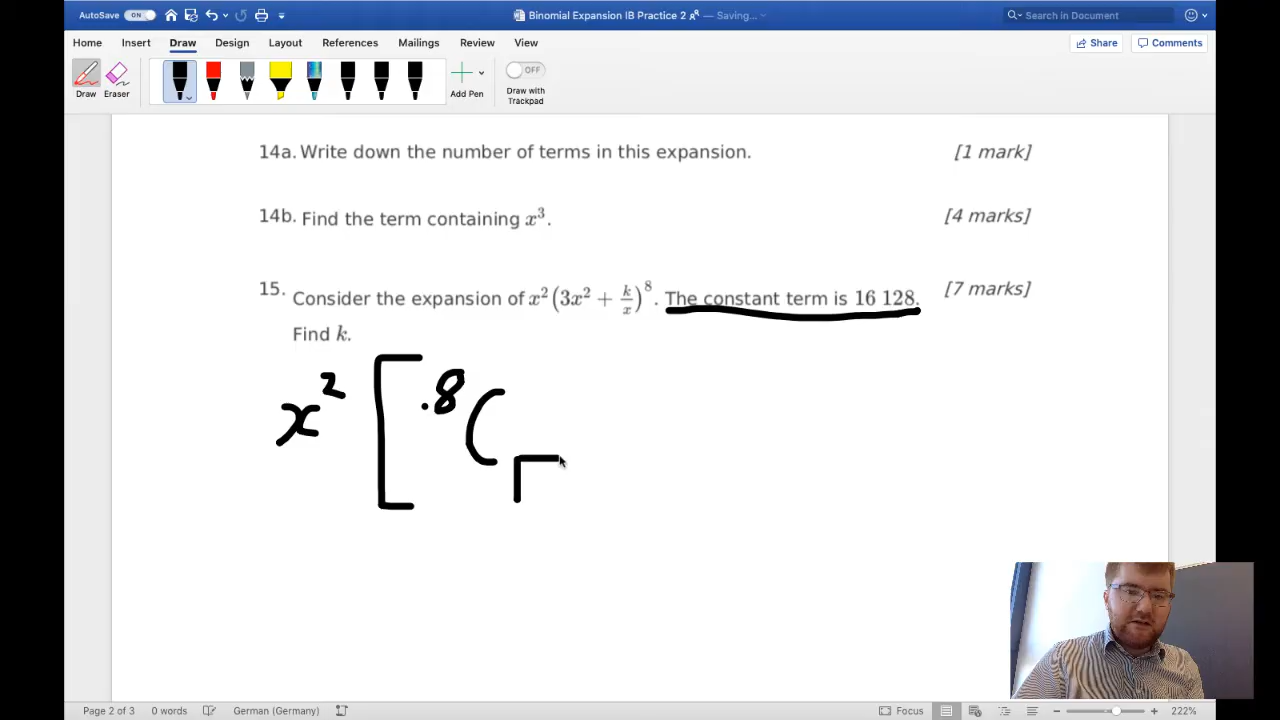 AutoSave ON Binomial Expansion IB Practice 2 — Saving... Search in Document
Home Insert Draw Design Layout References Mailings Review View Share Comments
Draw Eraser Add Pen OFF Draw with Trackpad
14a. Write down the number of terms in this expansion. [1 mark]
14b. Find the term containing x³. [4 marks]
15. Consider the expansion of x²(3x² + k/x)⁸. The constant term is 16 128. [7 marks]
Find k.
x² [ .8 (
Page 2 of 3 0 words German (Germany) Focus 222%